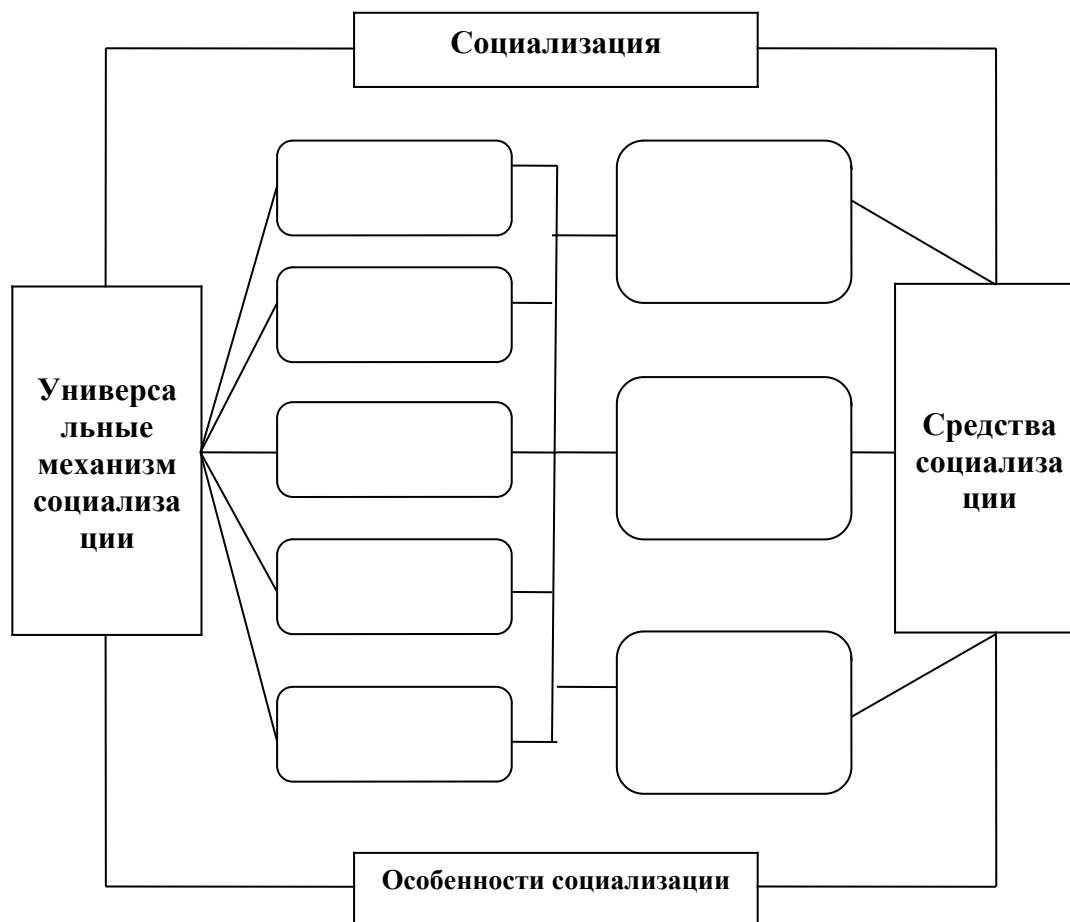 Социализация
Универса
льные
механизм
социализа
ции
Средства
социализа
ции
Особенности социализации